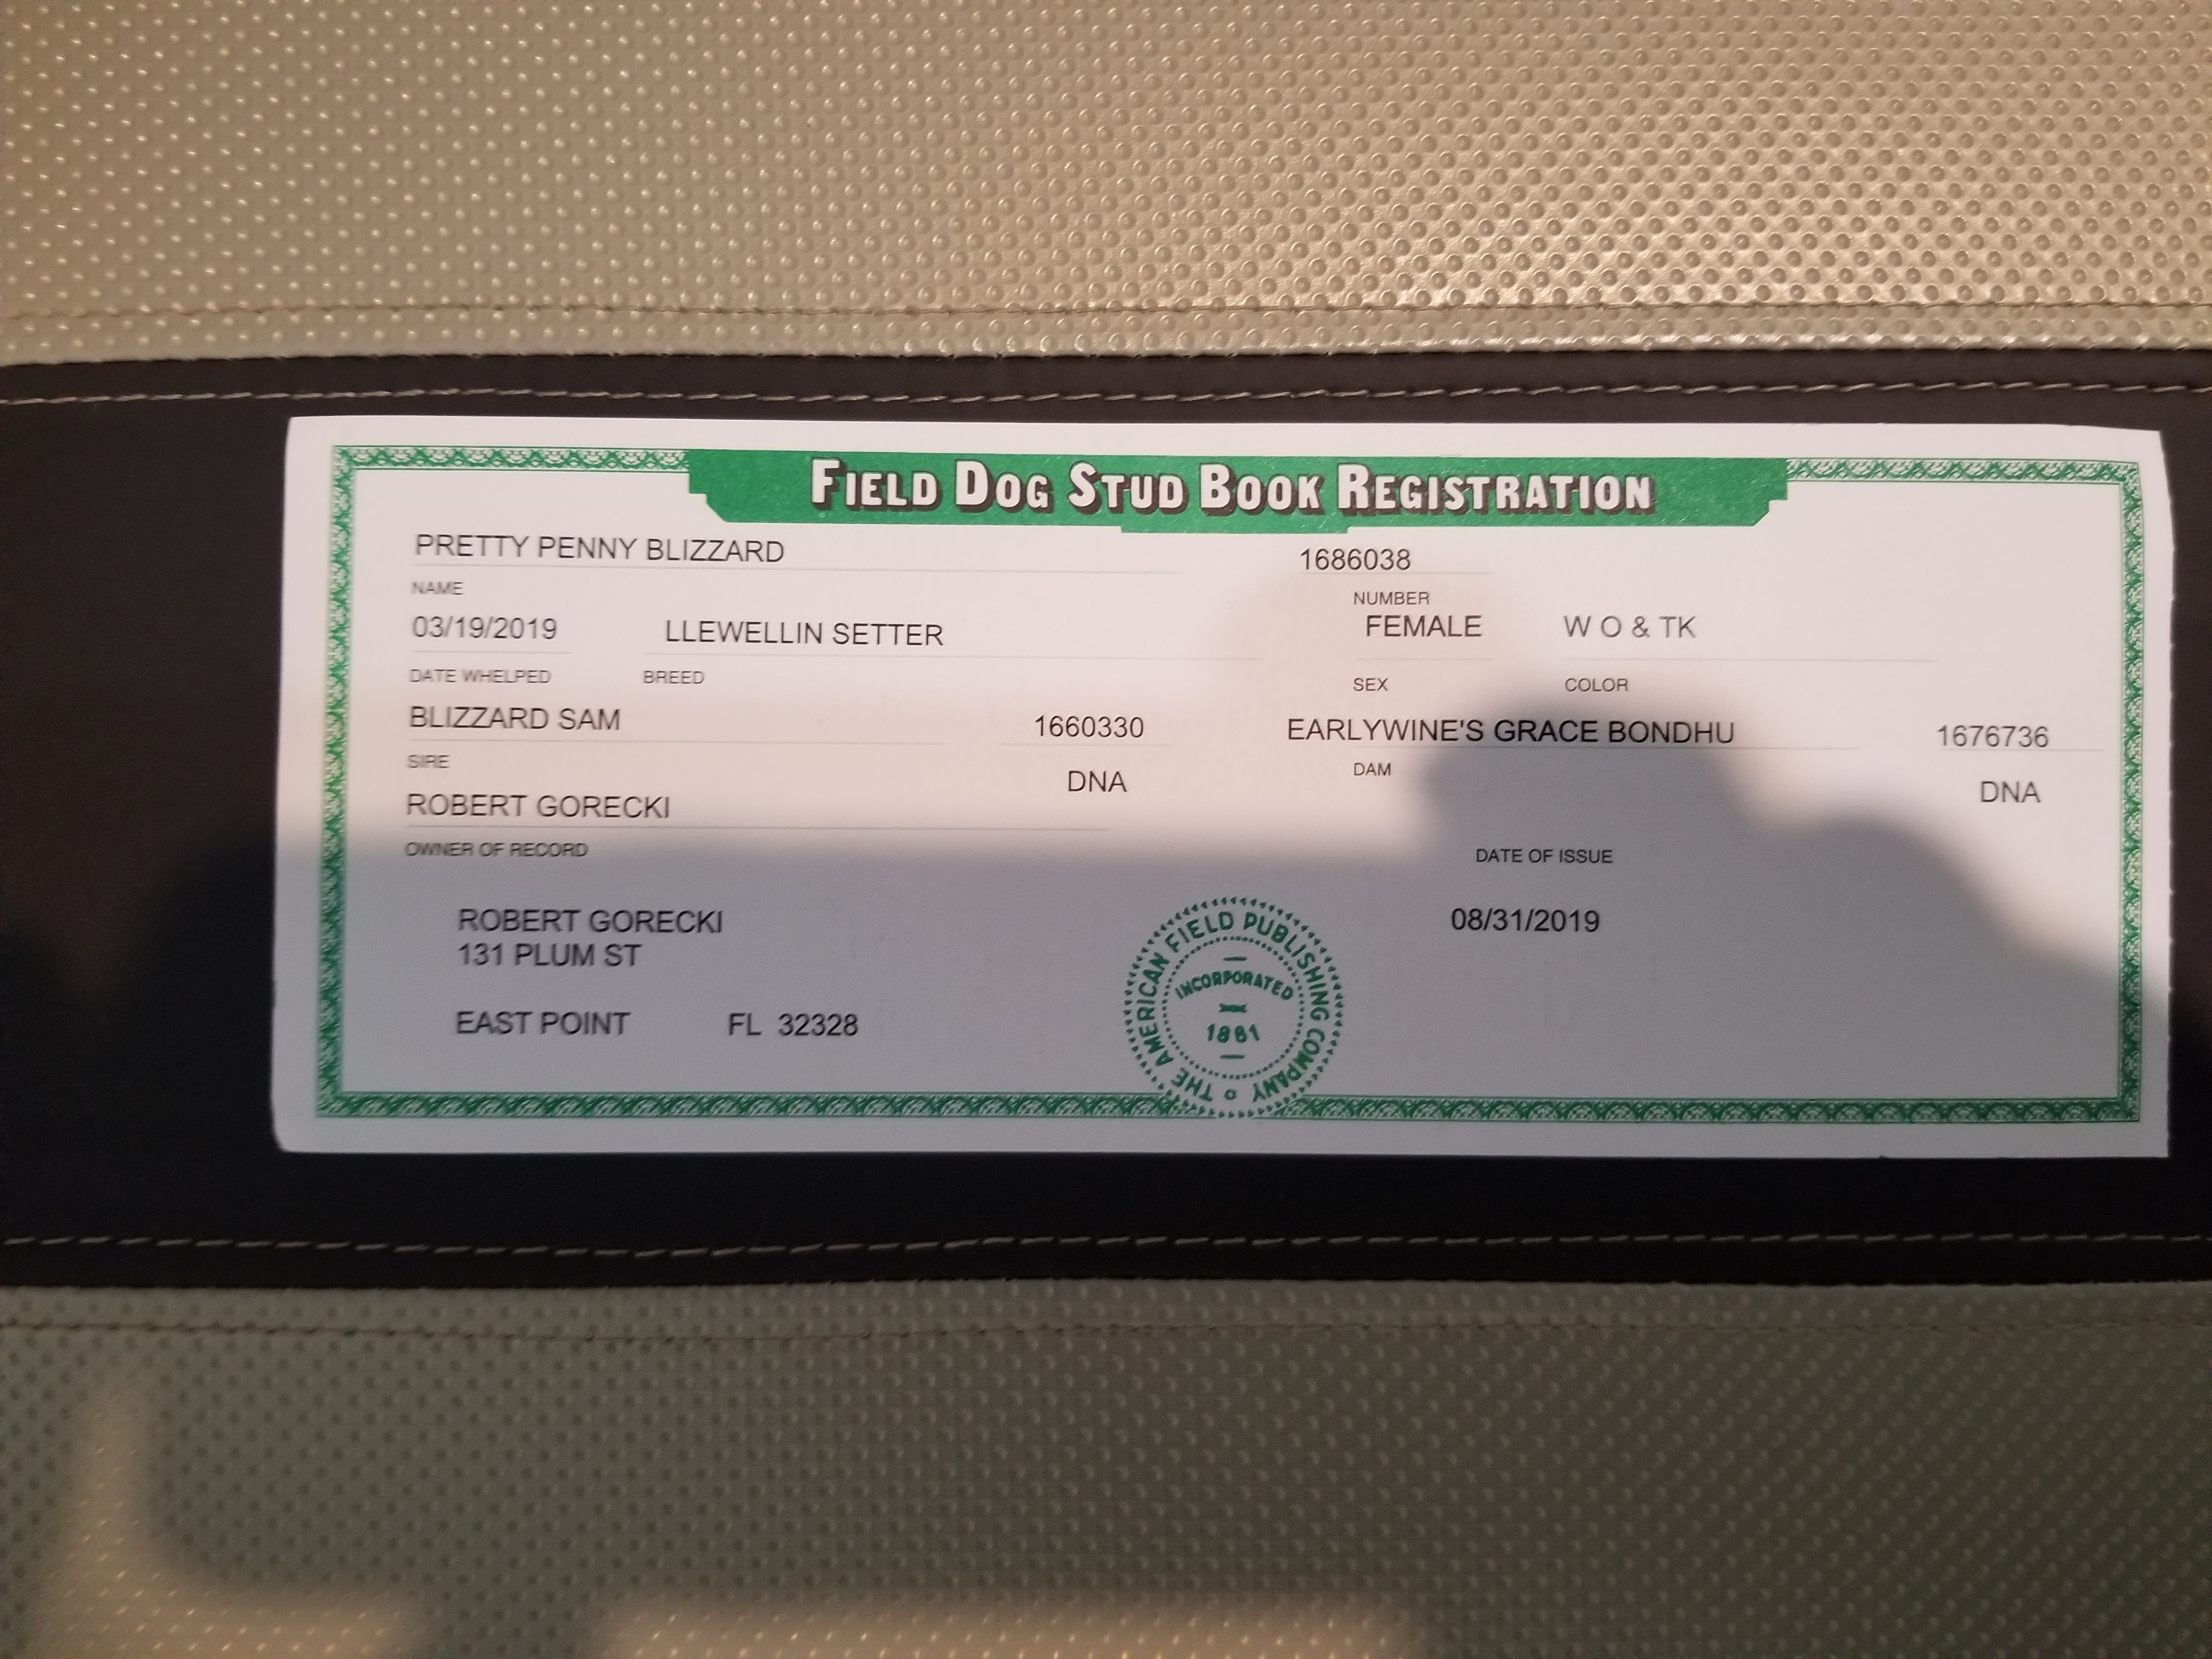 FIELD DOG STUD BOOK REGISTRATION
PRETTY PENNY BLIZZARD 1686038
NAME NUMBER
03/19/2019 LLEWELLIN SETTER FEMALE W O & TK
DATE WHELPED BREED SEX COLOR
BLIZZARD SAM 1660330 EARLYWINE'S GRACE BONDHU 1676736
SIRE DNA DAM DNA
ROBERT GORECKI
OWNER OF RECORD DATE OF ISSUE
ROBERT GORECKI 08/31/2019
131 PLUM ST
EAST POINT FL 32328
THE AMERICAN FIELD PUBLISHING COMPANY
INCORPORATED
1881